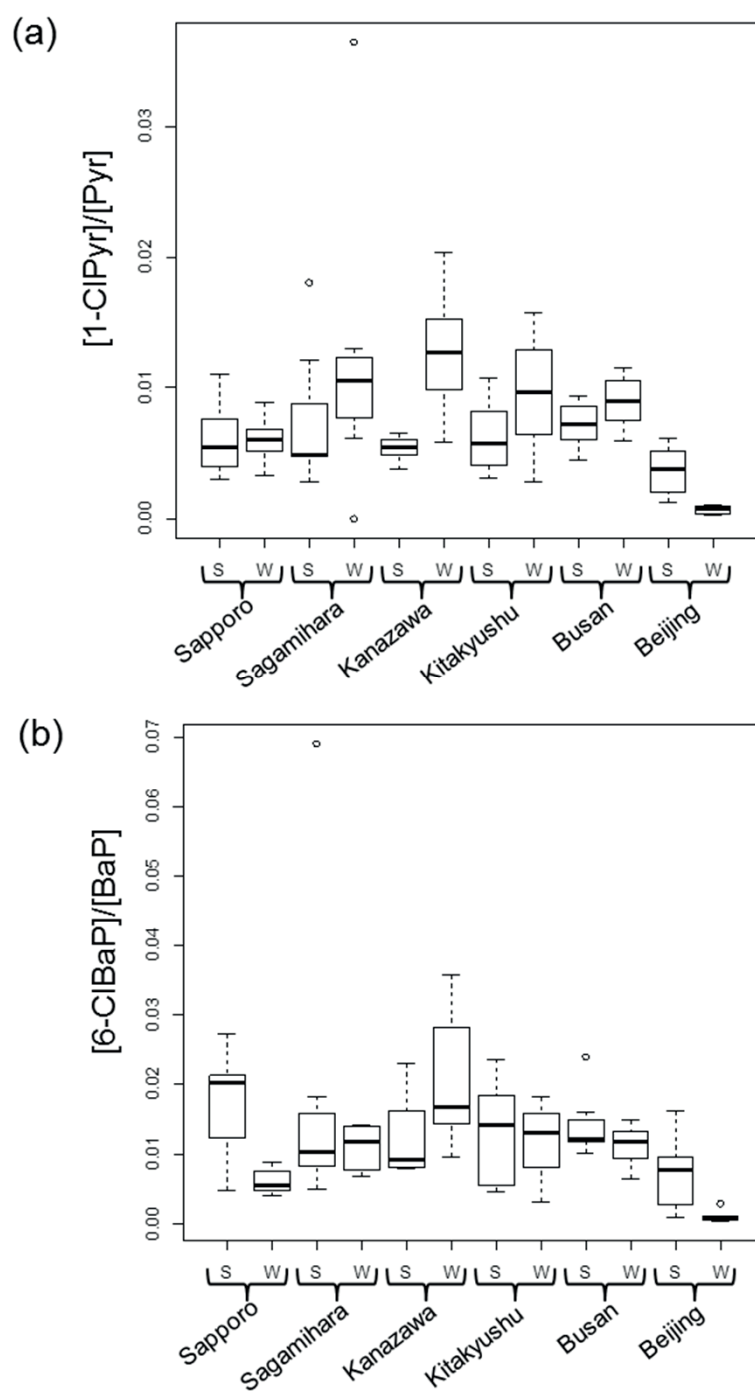 (a)
[1-ClPyr]/[Pyr]
0.03
0.02
0.01
0.00
S W S W S W S W S W S W
Sapporo Sagamihara Kanazawa Kitakyushu Busan Beijing
(b)
[6-ClBaP]/[BaP]
0.07
0.06
0.05
0.04
0.03
0.02
0.01
0.00
S W S W S W S W S W S W
Sapporo Sagamihara Kanazawa Kitakyushu Busan Beijing